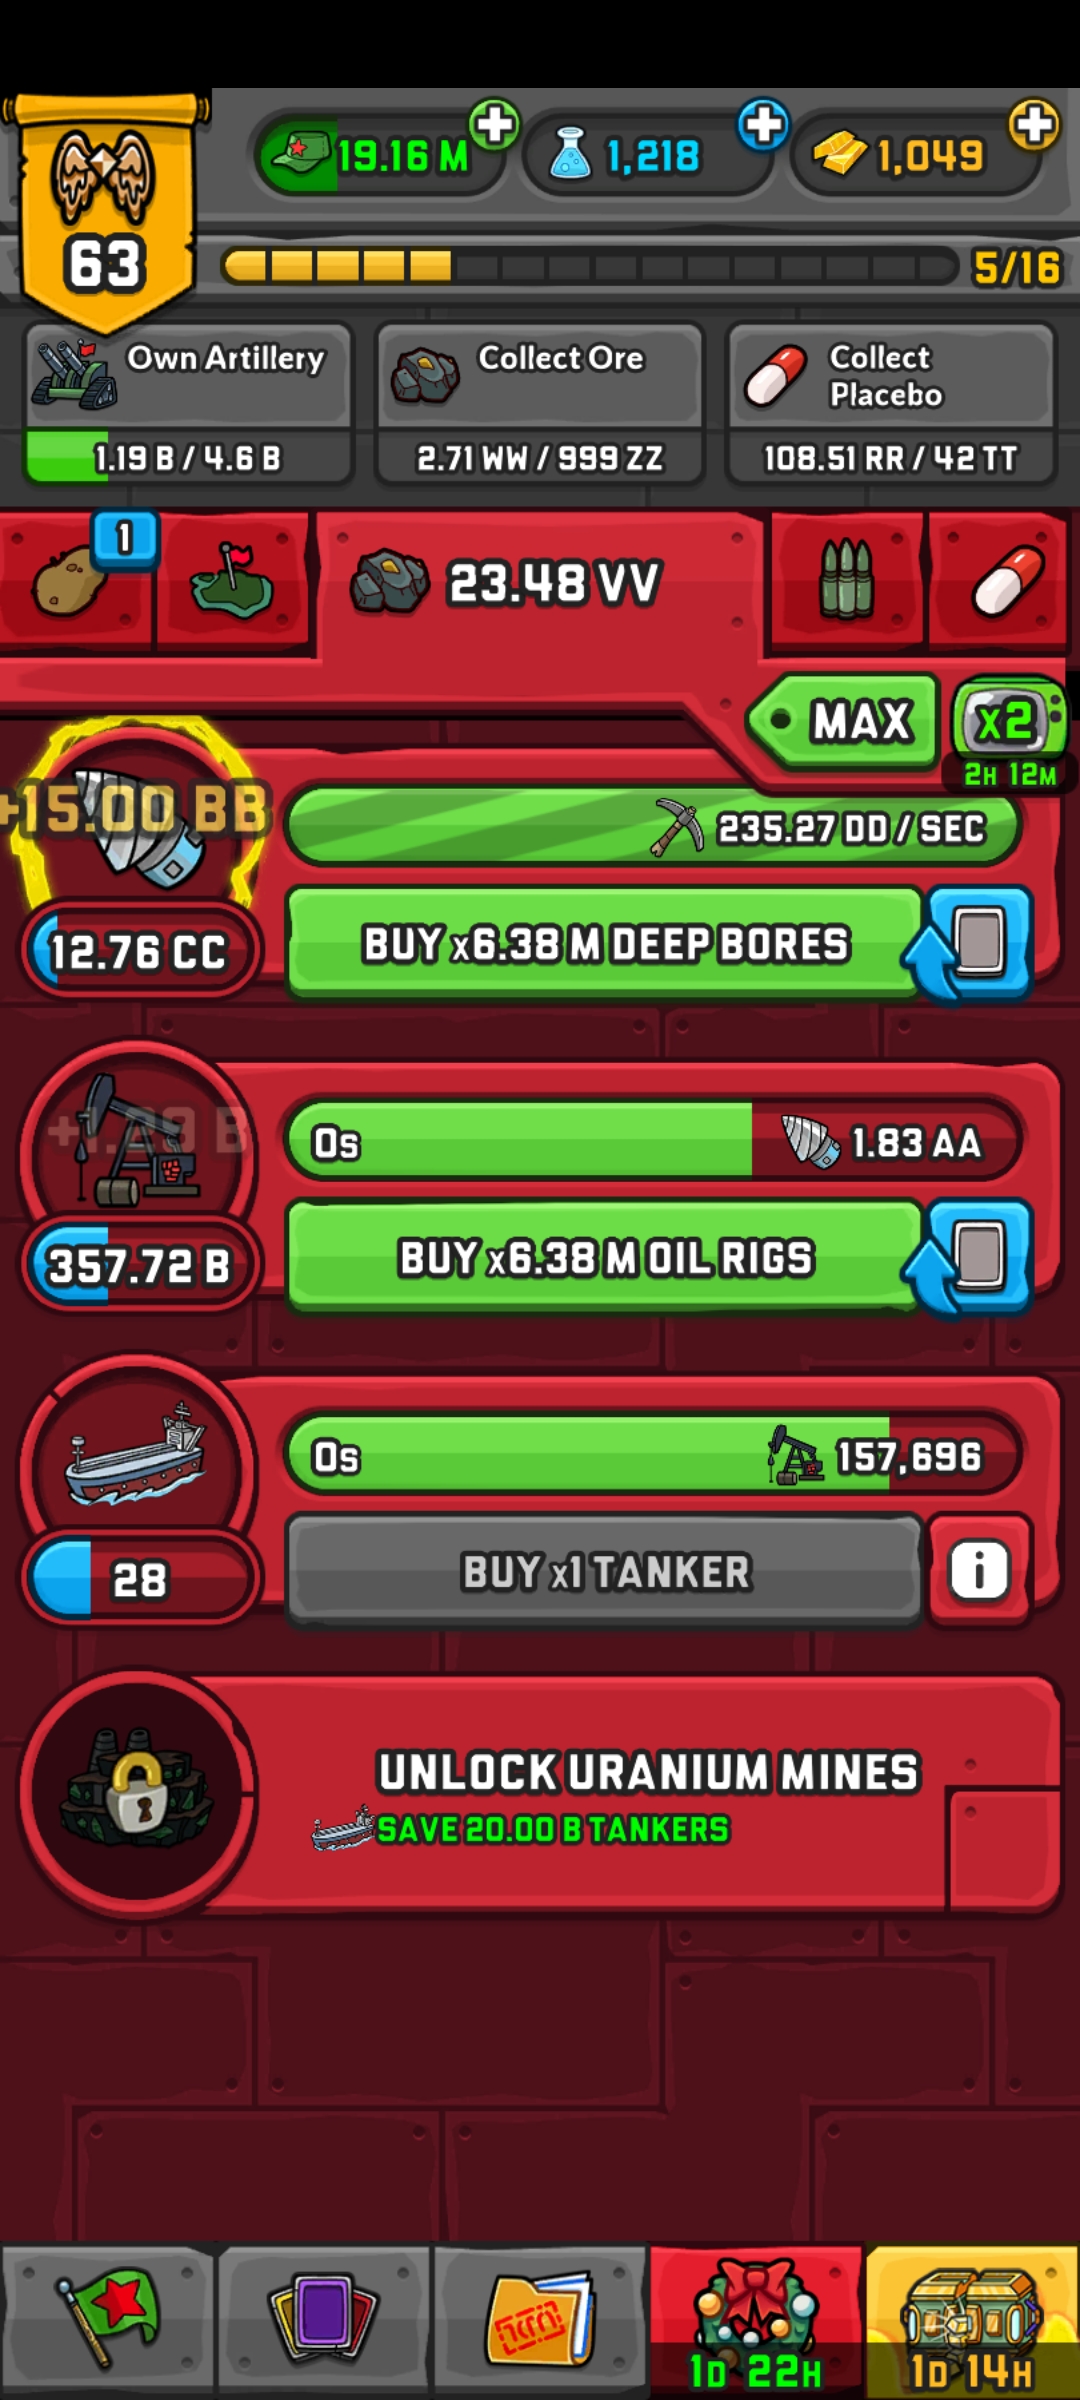 19.16 M
1,218
1,049
63
5/16
Own Artillery
1.19 B / 4.6 B
Collect Ore
2.71 WW / 999 ZZ
Collect
Placebo
108.51 RR / 42 TT
1
23.48 VV
MAX
x2
2H 12M
+15.00 BB
235.27 DD / SEC
12.76 CC
BUY x6.38 M DEEP BORES
+1.29 B
0s
1.83 AA
357.72 B
BUY x6.38 M OIL RIGS
0s
157,696
28
BUY x1 TANKER
i
UNLOCK URANIUM MINES
SAVE 20.00 B TANKERS
1D 22H
1D 14H